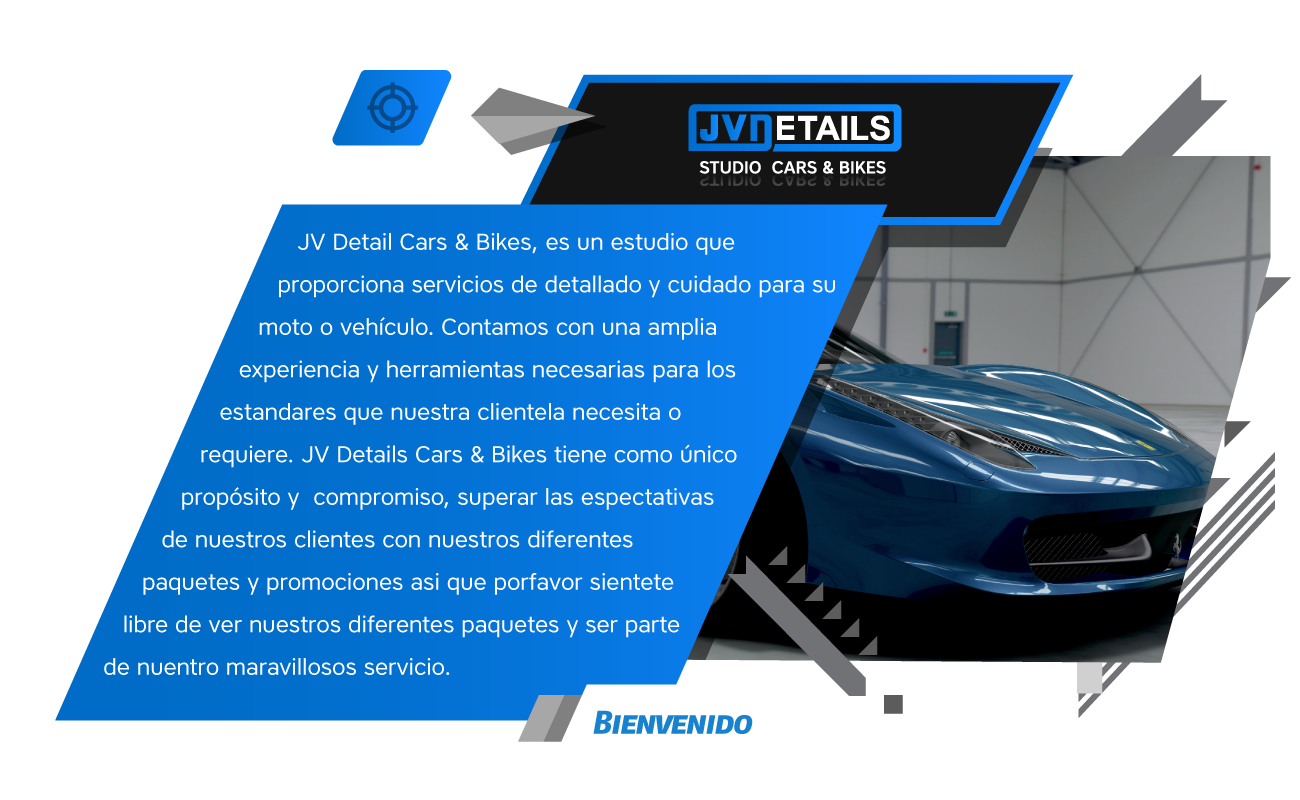 JVDETAILS
STUDIO CARS & BIKES
JV Detail Cars & Bikes, es un estudio que
proporciona servicios de detallado y cuidado para su
moto o vehículo. Contamos con una amplia
experiencia y herramientas necesarias para los
estandares que nuestra clientela necesita o
requiere. JV Details Cars & Bikes tiene como único
propósito y  compromiso, superar las espectativas
de nuestros clientes con nuestros diferentes
paquetes y promociones asi que porfavor sientete
libre de ver nuestros diferentes paquetes y ser parte
de nuentro maravillosos servicio.
BIENVENIDO